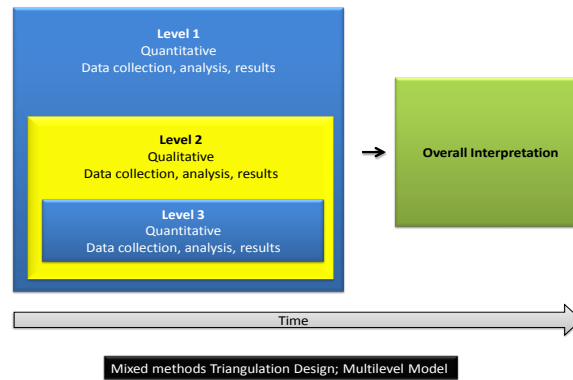 Level 1
Quantitative
Data collection, analysis, results
Level 2
Qualitative
Data collection, analysis, results
Level 3
Quantitative
Data collection, analysis, results
Overall Interpretation
Time
Mixed methods Triangulation Design; Multilevel Model